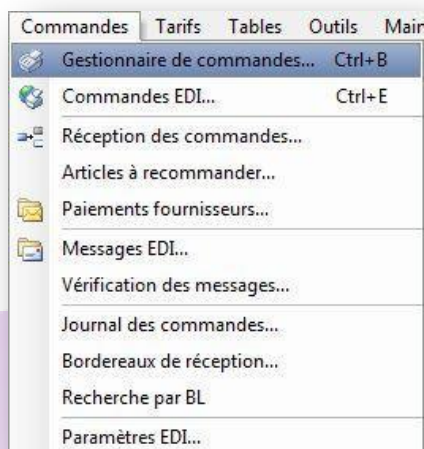 Commandes Tarifs Tables Outils Main
Gestionnaire de commandes... Ctrl+B
Commandes EDI... Ctrl+E
Réception des commandes...
Articles à recommander...
Paiements fournisseurs...
Messages EDI...
Vérification des messages...
Journal des commandes...
Bordereaux de réception...
Recherche par BL
Paramètres EDI...